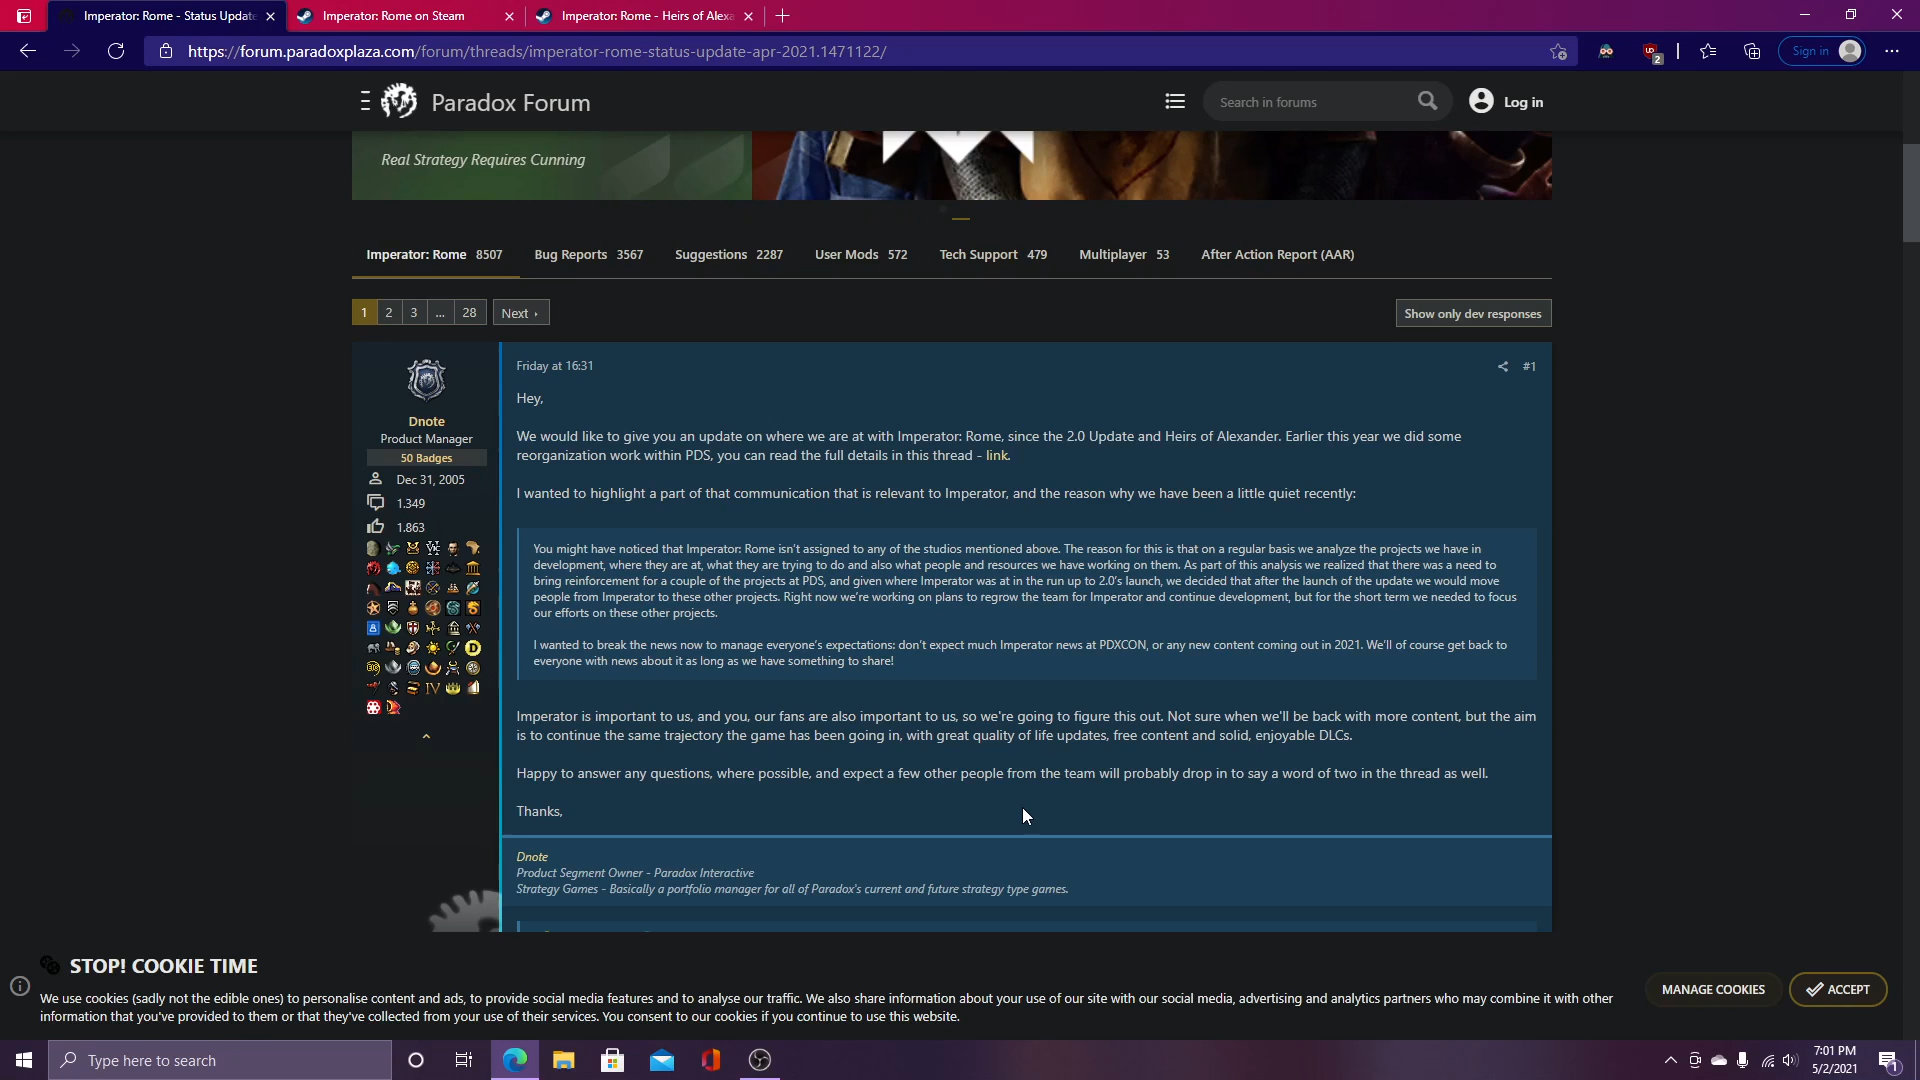 Imperator: Rome - Status Update
Imperator: Rome on Steam
Imperator: Rome - Heirs of Alexa
https://forum.paradoxplaza.com/forum/threads/imperator-rome-status-update-apr-2021.1471122/
2
Sign in
Paradox Forum
Search in forums
Log in
Real Strategy Requires Cunning
Imperator: Rome 8507
Bug Reports 3567
Suggestions 2287
User Mods 572
Tech Support 479
Multiplayer 53
After Action Report (AAR)
1 2 3 ... 28 Next
Show only dev responses
Dnote
Product Manager
50 Badges
Dec 31, 2005
1.349
1.863
Friday at 16:31
#1
Hey,
We would like to give you an update on where we are at with Imperator: Rome, since the 2.0 Update and Heirs of Alexander. Earlier this year we did some
reorganization work within PDS, you can read the full details in this thread - link.
I wanted to highlight a part of that communication that is relevant to Imperator, and the reason why we have been a little quiet recently:
You might have noticed that Imperator: Rome isn't assigned to any of the studios mentioned above. The reason for this is that on a regular basis we analyze the projects we have in
development, where they are at, what they are trying to do and also what people and resources we have working on them. As part of this analysis we realized that there was a need to
bring reinforcement for a couple of the projects at PDS, and given where Imperator was at in the run up to 2.0's launch, we decided that after the launch of the update we would move
people from Imperator to these other projects. Right now we're working on plans to regrow the team for Imperator and continue development, but for the short term we needed to focus
our efforts on these other projects.
I wanted to break the news now to manage everyone's expectations: don't expect much Imperator news at PDXCON, or any new content coming out in 2021. We'll of course get back to
everyone with news about it as long as we have something to share!
Imperator is important to us, and you, our fans are also important to us, so we're going to figure this out. Not sure when we'll be back with more content, but the aim
is to continue the same trajectory the game has been going in, with great quality of life updates, free content and solid, enjoyable DLCs.
Happy to answer any questions, where possible, and expect a few other people from the team will probably drop in to say a word of two in the thread as well.
Thanks,
Dnote
Product Segment Owner - Paradox Interactive
Strategy Games - Basically a portfolio manager for all of Paradox's current and future strategy type games.
STOP! COOKIE TIME
We use cookies (sadly not the edible ones) to personalise content and ads, to provide social media features and to analyse our traffic. We also share information about your use of our site with our social media, advertising and analytics partners who may combine it with other
information that you've provided to them or that they've collected from your use of their services. You consent to our cookies if you continue to use this website.
MANAGE COOKIES
ACCEPT
Type here to search
7:01 PM
5/2/2021
1